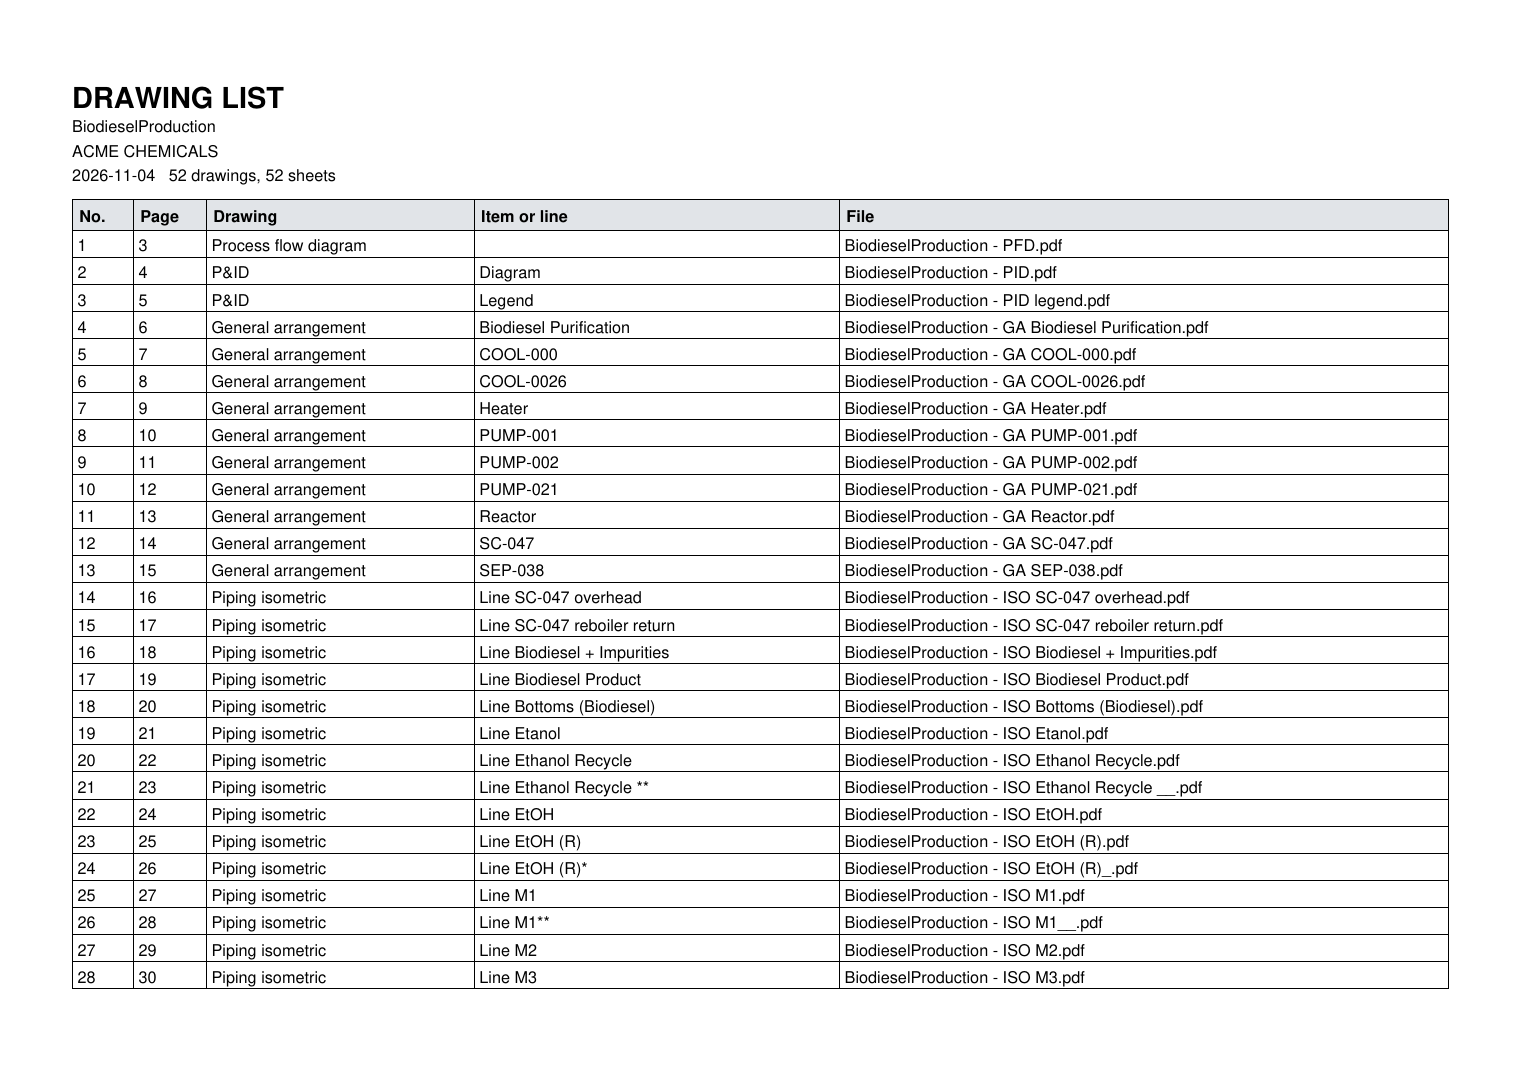 DRAWING LIST
BiodieselProduction
ACME CHEMICALS
2026-11-04 52 drawings, 52 sheets
No. Page Drawing Item or line File
1 3 Process flow diagram BiodieselProduction - PFD.pdf
2 4 P&ID Diagram BiodieselProduction - PID.pdf
3 5 P&ID Legend BiodieselProduction - PID legend.pdf
4 6 General arrangement Biodiesel Purification BiodieselProduction - GA Biodiesel Purification.pdf
5 7 General arrangement COOL-000 BiodieselProduction - GA COOL-000.pdf
6 8 General arrangement COOL-0026 BiodieselProduction - GA COOL-0026.pdf
7 9 General arrangement Heater BiodieselProduction - GA Heater.pdf
8 10 General arrangement PUMP-001 BiodieselProduction - GA PUMP-001.pdf
9 11 General arrangement PUMP-002 BiodieselProduction - GA PUMP-002.pdf
10 12 General arrangement PUMP-021 BiodieselProduction - GA PUMP-021.pdf
11 13 General arrangement Reactor BiodieselProduction - GA Reactor.pdf
12 14 General arrangement SC-047 BiodieselProduction - GA SC-047.pdf
13 15 General arrangement SEP-038 BiodieselProduction - GA SEP-038.pdf
14 16 Piping isometric Line SC-047 overhead BiodieselProduction - ISO SC-047 overhead.pdf
15 17 Piping isometric Line SC-047 reboiler return BiodieselProduction - ISO SC-047 reboiler return.pdf
16 18 Piping isometric Line Biodiesel + Impurities BiodieselProduction - ISO Biodiesel + Impurities.pdf
17 19 Piping isometric Line Biodiesel Product BiodieselProduction - ISO Biodiesel Product.pdf
18 20 Piping isometric Line Bottoms (Biodiesel) BiodieselProduction - ISO Bottoms (Biodiesel).pdf
19 21 Piping isometric Line Etanol BiodieselProduction - ISO Etanol.pdf
20 22 Piping isometric Line Ethanol Recycle BiodieselProduction - ISO Ethanol Recycle.pdf
21 23 Piping isometric Line Ethanol Recycle ** BiodieselProduction - ISO Ethanol Recycle __.pdf
22 24 Piping isometric Line EtOH BiodieselProduction - ISO EtOH.pdf
23 25 Piping isometric Line EtOH (R) BiodieselProduction - ISO EtOH (R).pdf
24 26 Piping isometric Line EtOH (R)* BiodieselProduction - ISO EtOH (R)_.pdf
25 27 Piping isometric Line M1 BiodieselProduction - ISO M1.pdf
26 28 Piping isometric Line M1** BiodieselProduction - ISO M1__.pdf
27 29 Piping isometric Line M2 BiodieselProduction - ISO M2.pdf
28 30 Piping isometric Line M3 BiodieselProduction - ISO M3.pdf